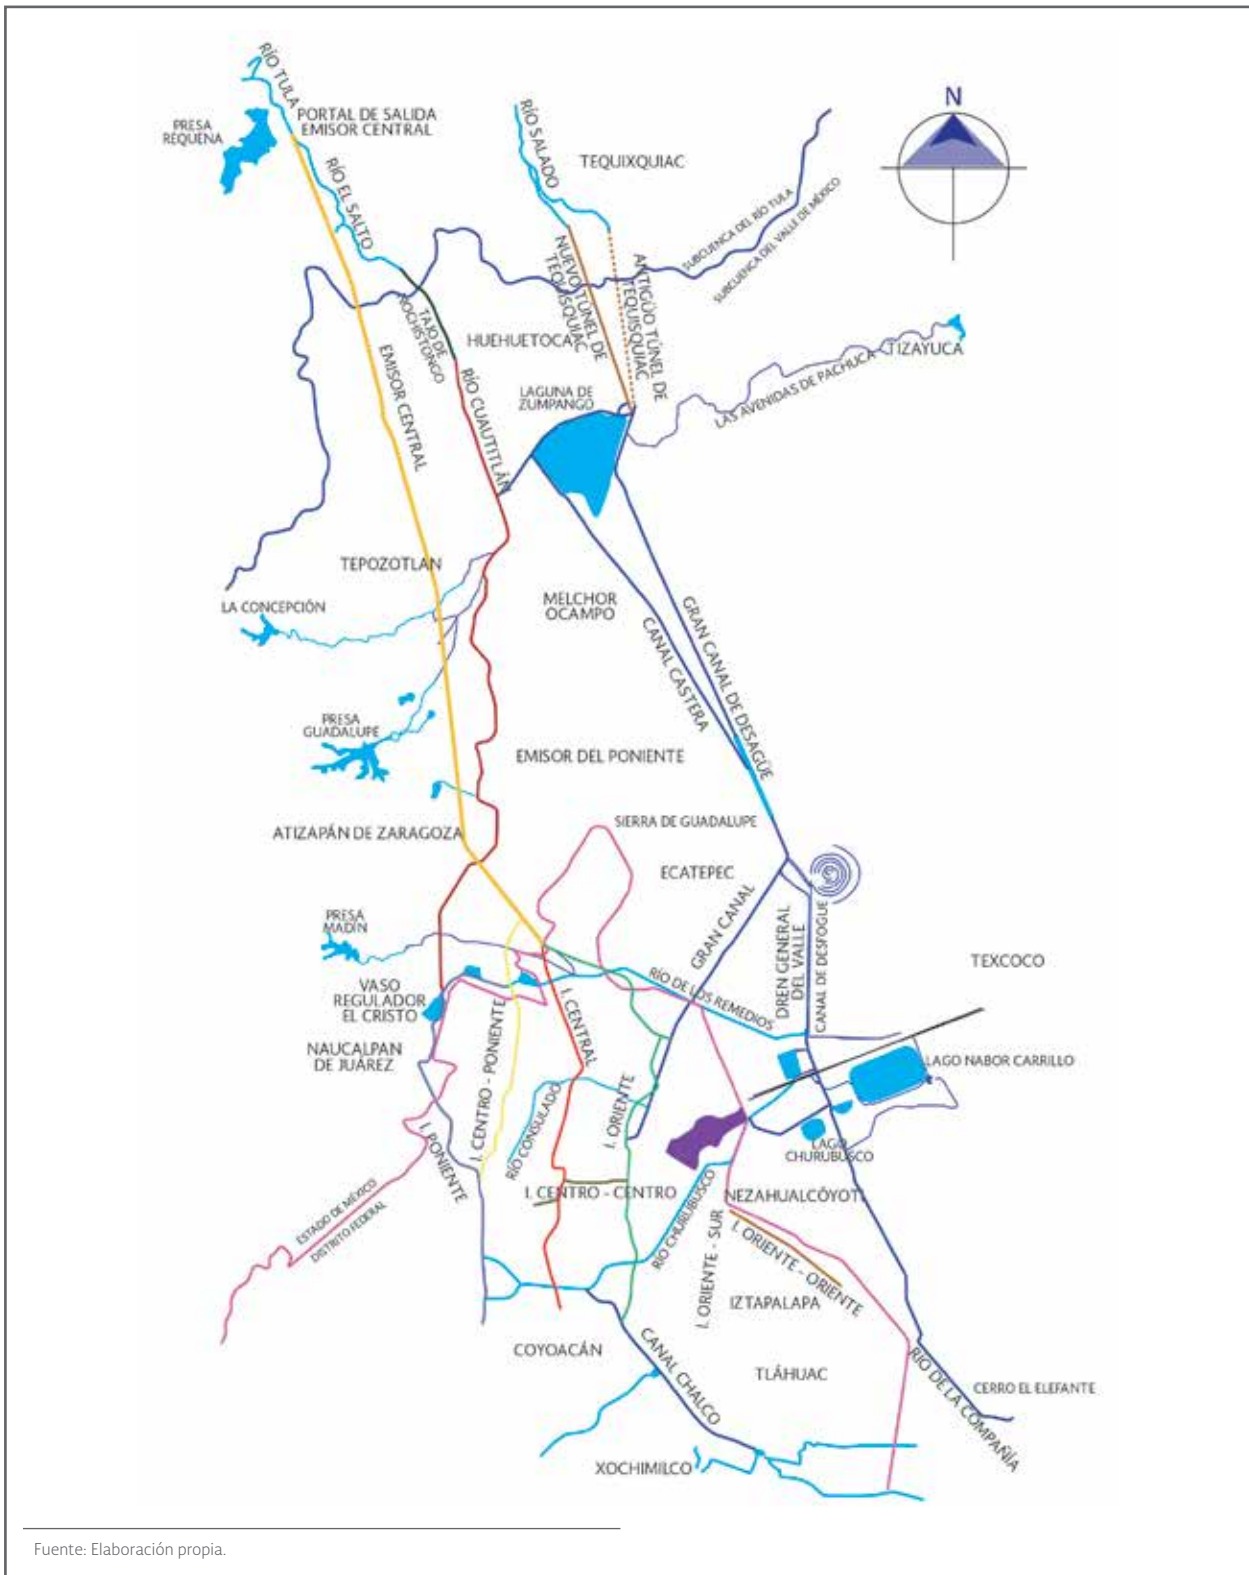 RÍO TULA
PRESA
REQUENA
PORTAL DE SALIDA
EMISOR CENTRAL
RÍO EL SALTO
RÍO SALADO
TEQUIXQUIAC
N
SUBCUENCA DEL RÍO TULA
SUBCUENCA DEL VALLE DE MÉXICO
NUEVO TÚNEL DE
TEQUISQUIAC
ANTIGÜO TÚNEL DE
TEQUISQUIAC
TAJO DE
NOCHISTONGO
HUEHUETOCA
EMISOR CENTRAL
RÍO CUAUTITLÁN
LAGUNA DE
ZUMPANGO
LAS AVENIDAS DE PACHUCA
TIZAYUCA
TEPOZOTLAN
LA CONCEPCIÓN
MELCHOR
OCAMPO
CANAL CASTERA
GRAN CANAL DE DESAGÜE
PRESA
GUADALUPE
EMISOR DEL PONIENTE
ATIZAPÁN DE ZARAGOZA
SIERRA DE GUADALUPE
ECATEPEC
GRAN CANAL
DREN GENERAL
DEL VALLE
CANAL DE DESFOGUE
PRESA
MADÍN
TEXCOCO
VASO
REGULADOR
EL CRISTO
RÍO DE LOS REMEDIOS
NAUCALPAN
DE JUÁREZ
I. CENTRAL
I. CENTRO - PONIENTE
LAGO NABOR CARRILLO
I. PONIENTE
RÍO CONSULADO
I. ORIENTE
LAGO
CHURUBUSCO
I. CENTRO - CENTRO
NEZAHUALCÓYOTL
ESTADO DE MÉXICO
DISTRITO FEDERAL
RÍO CHURUBUSCO
I. ORIENTE - SUR
I. ORIENTE - ORIENTE
IZTAPALAPA
COYOACÁN
CANAL CHALCO
TLÁHUAC
RÍO DE LA COMPAÑÍA
CERRO EL ELEFANTE
XOCHIMILCO
Fuente: Elaboración propia.